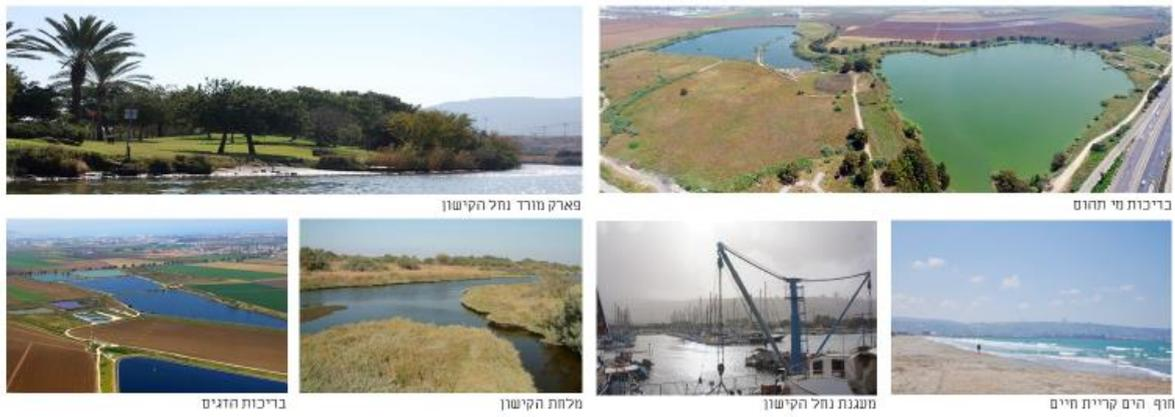 בריכות מי תהום
פארק מורד נחל הקישון
חוף הים קריית חיים
מעגנת נחל הקישון
מלחת הקישון
בריכות הדגים